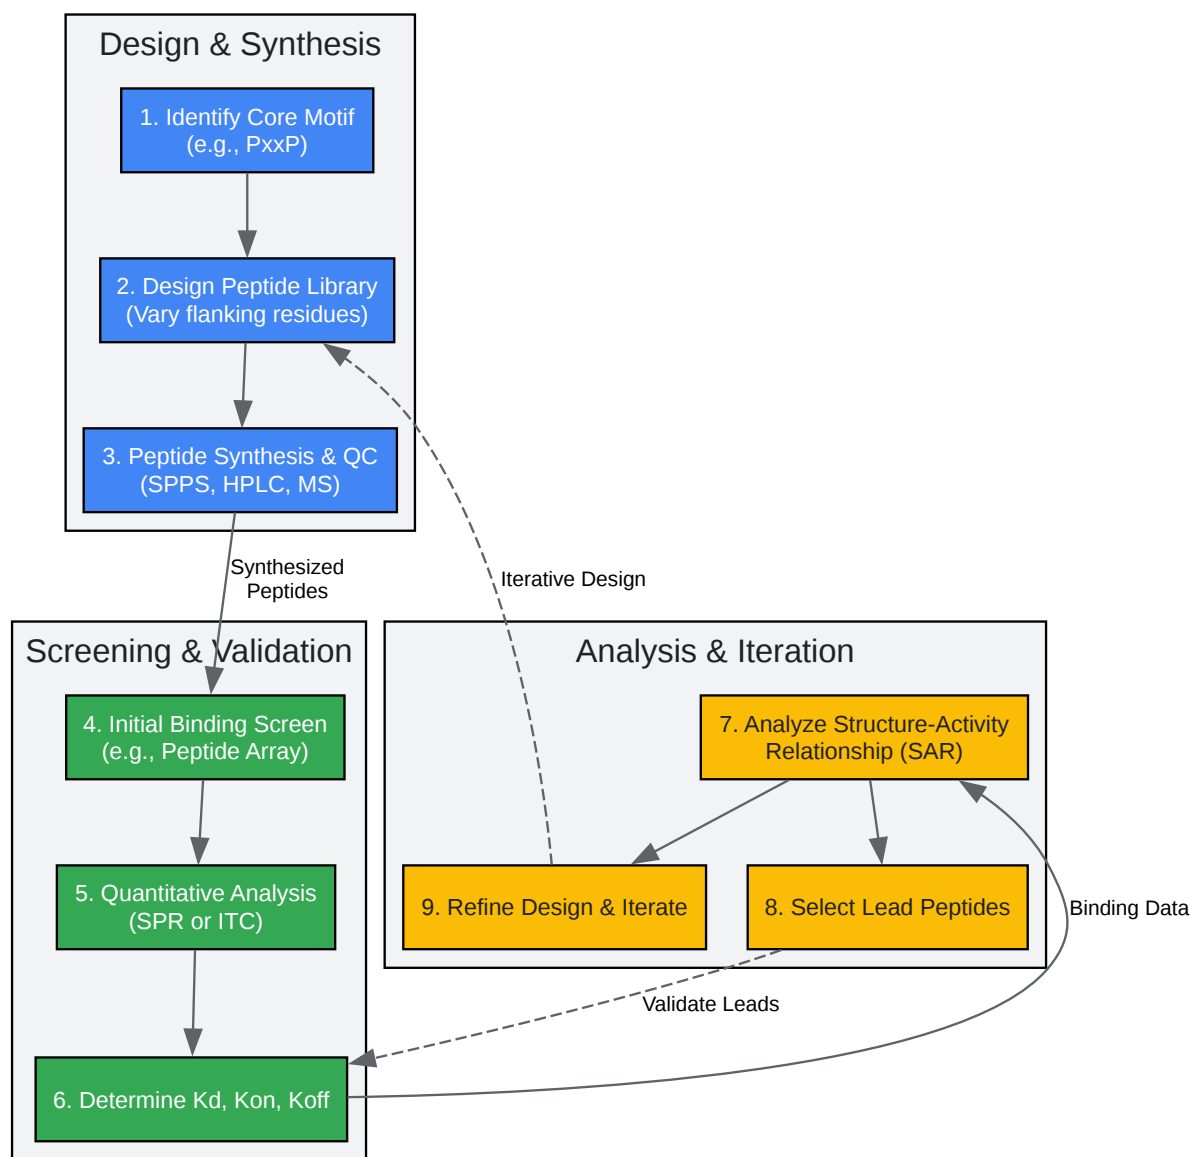 Design & Synthesis
1. Identify Core Motif
(e.g., PxxP)
2. Design Peptide Library
(Vary flanking residues)
3. Peptide Synthesis & QC
(SPPS, HPLC, MS)
Synthesized
Peptides
Iterative Design
Screening & Validation
4. Initial Binding Screen
(e.g., Peptide Array)
5. Quantitative Analysis
(SPR or ITC)
6. Determine Kd, Kon, Koff
Analysis & Iteration
7. Analyze Structure-Activity
Relationship (SAR)
9. Refine Design & Iterate
8. Select Lead Peptides
Binding Data
Validate Leads